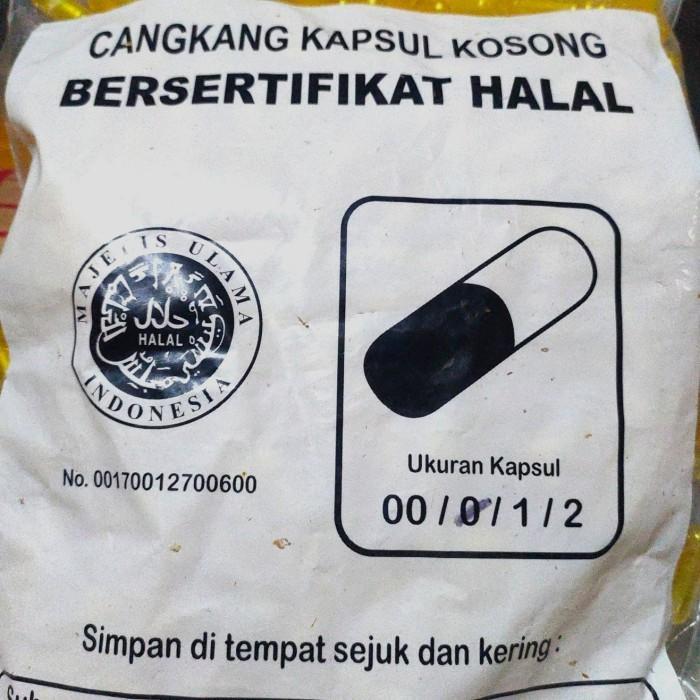 CANGKANG KAPSUL KOSONG
BERSERTIFIKAT HALAL
MAJELIS ULAMA
حلال
HALAL
INDONESIA
No. 00170012700600
Ukuran Kapsul
00 / 0 / 1 / 2
Simpan di tempat sejuk dan kering :